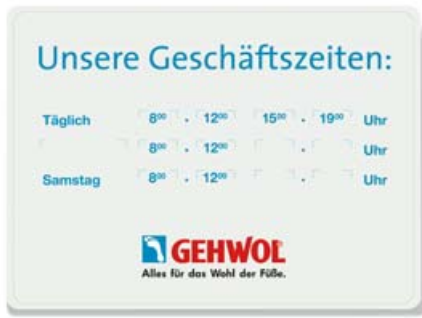 Unsere Geschäftszeiten:
Täglich 8⁰⁰ - 12⁰⁰ 15⁰⁰ - 19⁰⁰ Uhr
8⁰⁰ - 12⁰⁰ - Uhr
Samstag 8⁰⁰ - 12⁰⁰ - Uhr
GEHWOL
Alles für das Wohl der Füße.